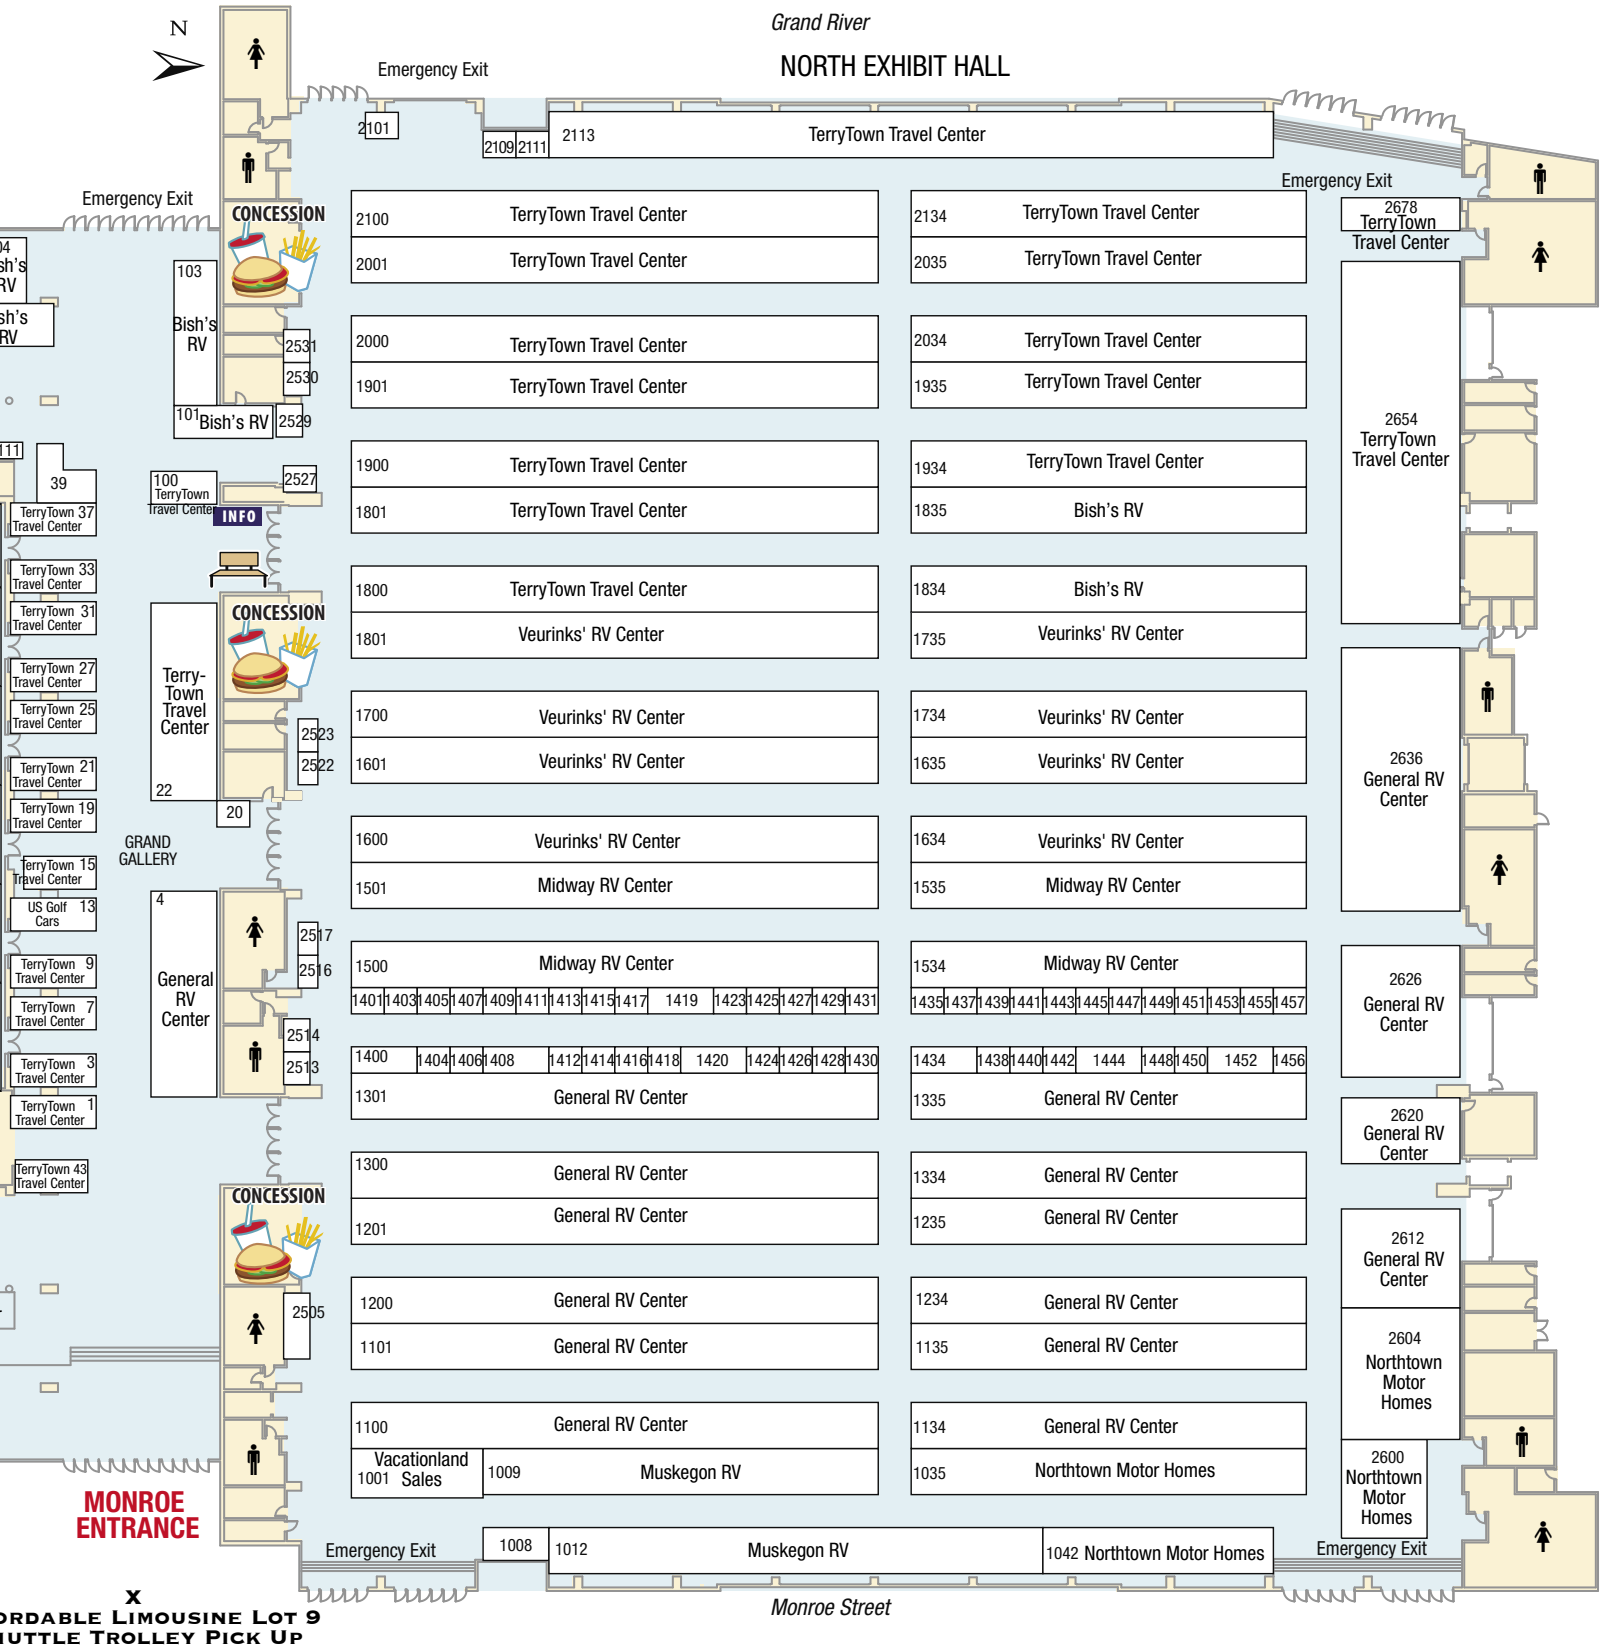 Grand River
N
NORTH EXHIBIT HALL
Emergency Exit
2101
2109 2111 2113 TerryTown Travel Center
Emergency Exit
Emergency Exit
CONCESSION
2100 TerryTown Travel Center
2134 TerryTown Travel Center
2678
TerryTown
Travel Center
2001 TerryTown Travel Center
2035 TerryTown Travel Center
103
Bish's
RV
2531
2530
101 Bish's RV
2529
2000 TerryTown Travel Center
2034 TerryTown Travel Center
1901 TerryTown Travel Center
1935 TerryTown Travel Center
2654
TerryTown
Travel Center
111
39
100
TerryTown
Travel Center
2527
INFO
1900 TerryTown Travel Center
1934 TerryTown Travel Center
1801 TerryTown Travel Center
1835 Bish's RV
TerryTown 37
Travel Center
TerryTown 33
Travel Center
TerryTown 31
Travel Center
TerryTown 27
Travel Center
TerryTown 25
Travel Center
TerryTown 21
Travel Center
TerryTown 19
Travel Center
TerryTown 15
Travel Center
US Golf 13
Cars
TerryTown 9
Travel Center
TerryTown 7
Travel Center
TerryTown 3
Travel Center
TerryTown 1
Travel Center
TerryTown 43
Travel Center
CONCESSION
Terry-
Town
Travel
Center
22
20
2523
2522
GRAND
GALLERY
1800 TerryTown Travel Center
1834 Bish's RV
1801 Veurinks' RV Center
1735 Veurinks' RV Center
1700 Veurinks' RV Center
1734 Veurinks' RV Center
1601 Veurinks' RV Center
1635 Veurinks' RV Center
2636
General RV
Center
1600 Veurinks' RV Center
1634 Veurinks' RV Center
1501 Midway RV Center
1535 Midway RV Center
4
General
RV
Center
2517
2516
2514
2513
1500 Midway RV Center
1534 Midway RV Center
2626
General RV
Center
1401 1403 1405 1407 1409 1411 1413 1415 1417 1419 1423 1425 1427 1429 1431
1435 1437 1439 1441 1443 1445 1447 1449 1451 1453 1455 1457
1400 1404 1406 1408 1412 1414 1416 1418 1420 1424 1426 1428 1430
1434 1438 1440 1442 1444 1448 1450 1452 1456
1301 General RV Center
1335 General RV Center
2620
General RV
Center
1300 General RV Center
1334 General RV Center
1201 General RV Center
1235 General RV Center
CONCESSION
2505
2612
General RV
Center
1200 General RV Center
1234 General RV Center
1101 General RV Center
1135 General RV Center
2604
Northtown
Motor
Homes
1100 General RV Center
1134 General RV Center
Vacationland
1001 Sales
1009 Muskegon RV
1035 Northtown Motor Homes
2600
Northtown
Motor
Homes
MONROE
ENTRANCE
Emergency Exit
1008
1012 Muskegon RV
1042 Northtown Motor Homes
Emergency Exit
Monroe Street
X
LIMOUSINE LOT 9
TROLLEY PICK UP